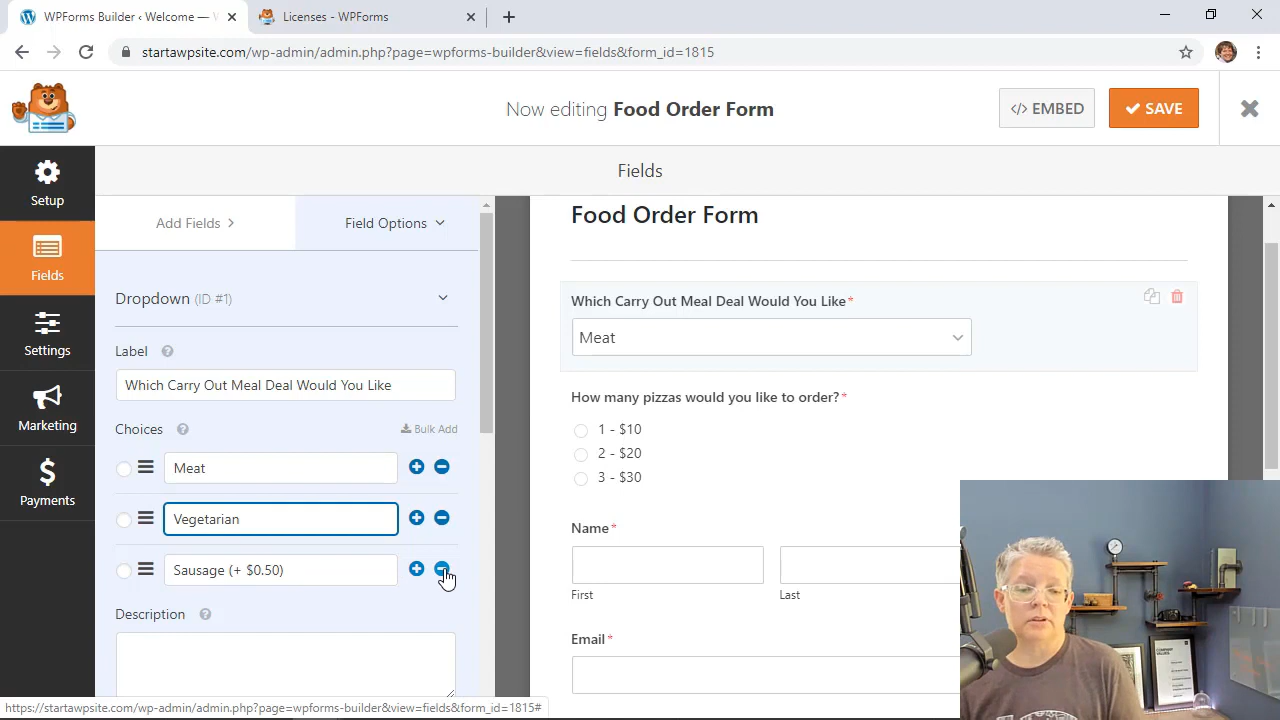 WPForms Builder ‹ Welcome — W
Licenses - WPForms
startawpsite.com/wp-admin/admin.php?page=wpforms-builder&view=fields&form_id=1815
Now editing Food Order Form
</> EMBED
SAVE
Setup
Fields
Settings
Marketing
Payments
Fields
Add Fields
Field Options
Dropdown (ID #1)
Label
Which Carry Out Meal Deal Would You Like
Choices
Bulk Add
Meat
Vegetarian
Sausage (+ $0.50)
Description
Food Order Form
Which Carry Out Meal Deal Would You Like*
Meat
How many pizzas would you like to order?*
1 - $10
2 - $20
3 - $30
Name*
First
Last
Email*
https://startawpsite.com/wp-admin/admin.php?page=wpforms-builder&view=fields&form_id=1815#
COMPANY
VALUES